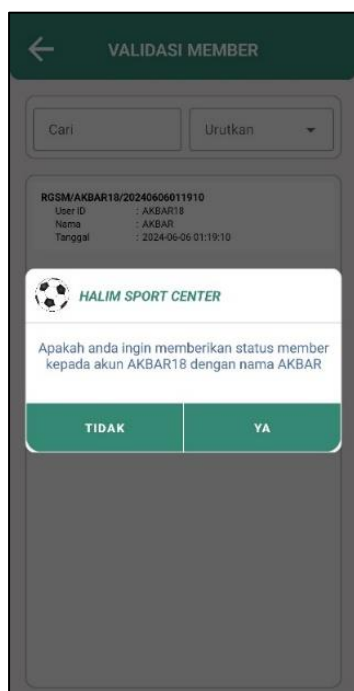 VALIDASI MEMBER
Cari Urutkan
RGSM/AKBAR18/20240606011910
User ID : AKBAR18
Nama : AKBAR
Tanggal : 2024-06-06 01:19:10
HALIM SPORT CENTER
Apakah anda ingin memberikan status member
kepada akun AKBAR18 dengan nama AKBAR
TIDAK YA